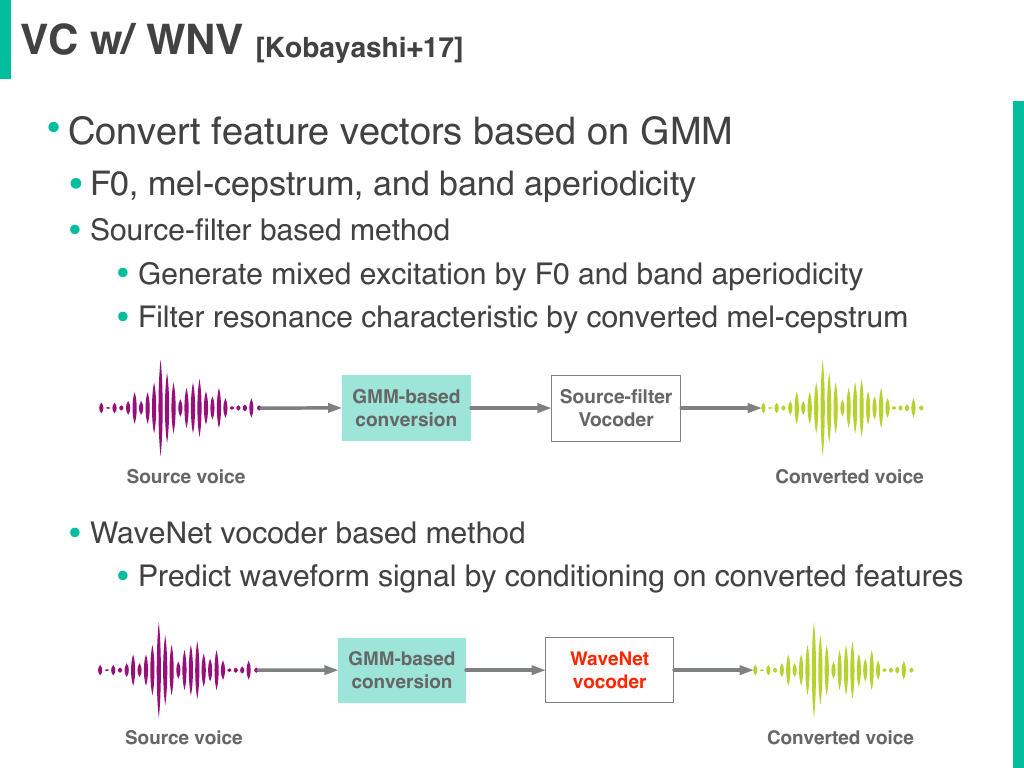 VC w/ WNV [Kobayashi+17]
• Convert feature vectors based on GMM
• F0, mel-cepstrum, and band aperiodicity
• Source-filter based method
• Generate mixed excitation by F0 and band aperiodicity
• Filter resonance characteristic by converted mel-cepstrum
GMM-based
conversion
Source-filter
Vocoder
Source voice
Converted voice
• WaveNet vocoder based method
• Predict waveform signal by conditioning on converted features
GMM-based
conversion
WaveNet
vocoder
Source voice
Converted voice